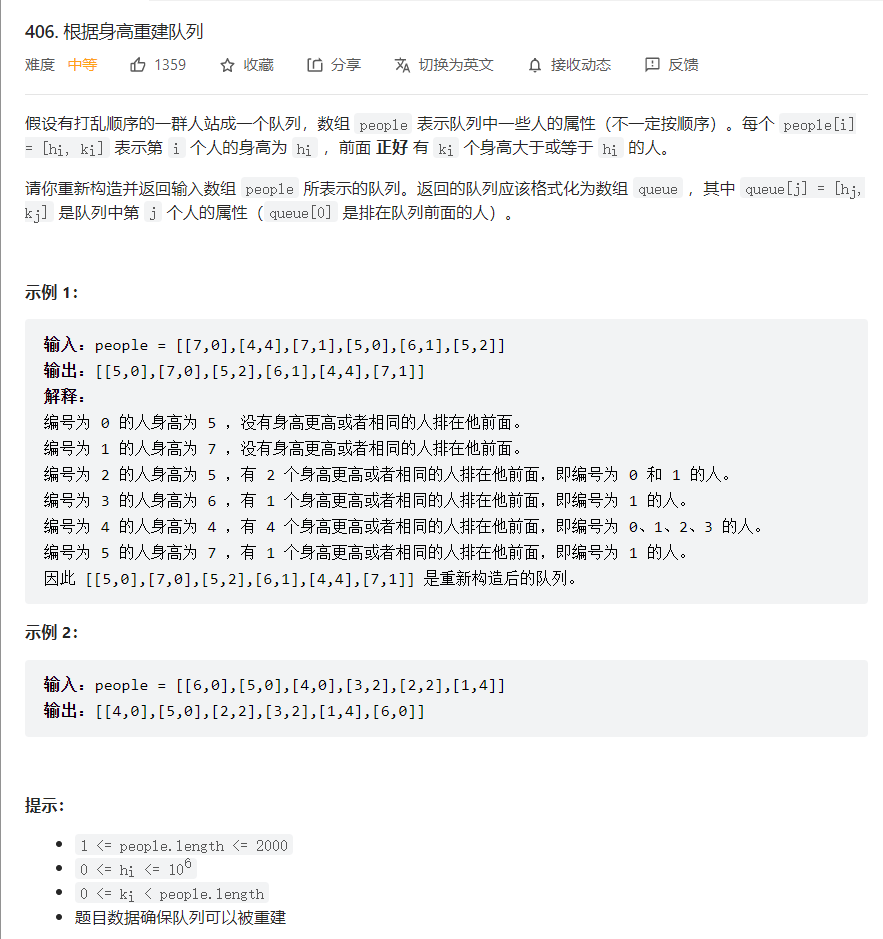 406. 根据身高重建队列
难度 中等 1359 收藏 分享 切换为英文 接收动态 反馈
假设有打乱顺序的一群人站成一个队列，数组 people 表示队列中一些人的属性（不一定按顺序）。每个 people[i]
= [hi, ki] 表示第 i 个人的身高为 hi ，前面 正好 有 ki 个身高大于或等于 hi 的人。
请你重新构造并返回输入数组 people 所表示的队列。返回的队列应该格式化为数组 queue ，其中 queue[j] = [hj,
kj] 是队列中第 j 个人的属性（queue[0] 是排在队列前面的人）。
示例 1：
输入：people = [[7,0],[4,4],[7,1],[5,0],[6,1],[5,2]]
输出：[[5,0],[7,0],[5,2],[6,1],[4,4],[7,1]]
解释：
编号为 0 的人身高为 5 ，没有身高更高或者相同的人排在他前面。
编号为 1 的人身高为 7 ，没有身高更高或者相同的人排在他前面。
编号为 2 的人身高为 5 ，有 2 个身高更高或者相同的人排在他前面，即编号为 0 和 1 的人。
编号为 3 的人身高为 6 ，有 1 个身高更高或者相同的人排在他前面，即编号为 1 的人。
编号为 4 的人身高为 4 ，有 4 个身高更高或者相同的人排在他前面，即编号为 0、1、2、3 的人。
编号为 5 的人身高为 7 ，有 1 个身高更高或者相同的人排在他前面，即编号为 1 的人。
因此 [[5,0],[7,0],[5,2],[6,1],[4,4],[7,1]] 是重新构造后的队列。
示例 2：
输入：people = [[6,0],[5,0],[4,0],[3,2],[2,2],[1,4]]
输出：[[4,0],[5,0],[2,2],[3,2],[1,4],[6,0]]
提示：
• 1 <= people.length <= 2000
• 0 <= hi <= 10^6
• 0 <= ki < people.length
• 题目数据确保队列可以被重建